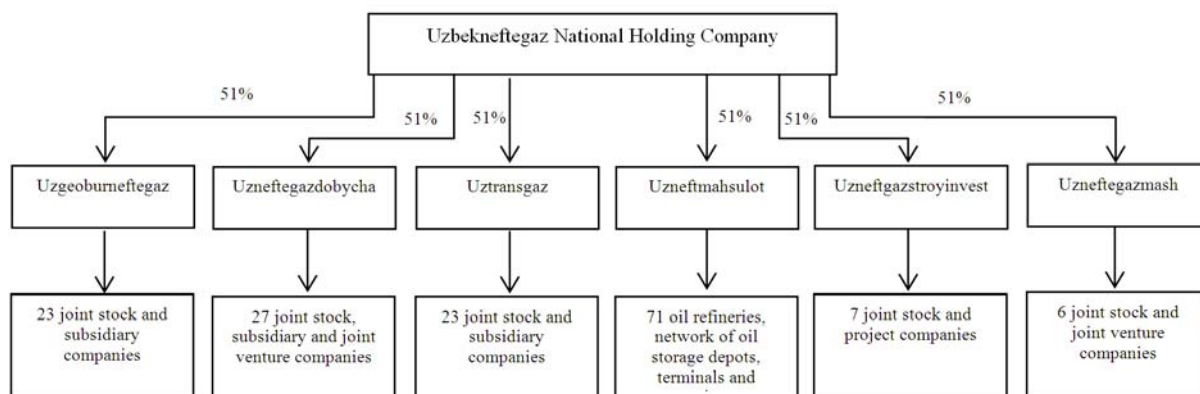 Uzbekneftegaz National Holding Company
51%
51%
51%
51%
51%
51%
Uzgeoburneftegaz
Uzneftegazdobycha
Uztransgaz
Uzneftmahsulot
Uzneftgazstroyinvest
Uzneftegazmash
23 joint stock and
subsidiary
companies
27 joint stock,
subsidiary and joint
venture companies
23 joint stock and
subsidiary
companies
71 oil refineries,
network of oil
storage depots,
terminals and
7 joint stock and
project companies
6 joint stock and
joint venture
companies